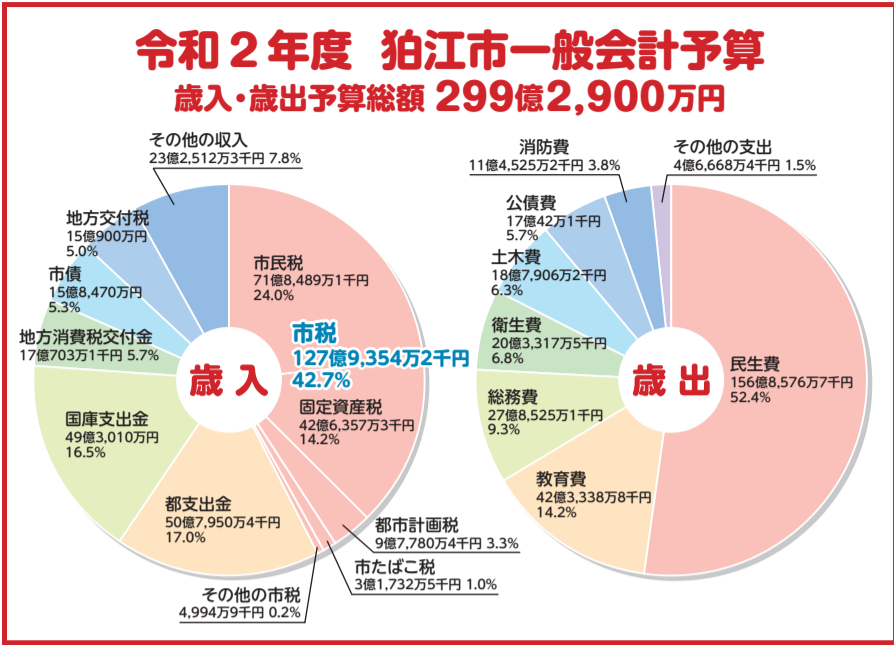 令和2年度 狛江市一般会計予算
歳入・歳出予算総額 299億2,900万円
歳入
その他の収入
23億2,512万3千円 7.8%
地方交付税
15億900万円
5.0%
市債
15億8,470万円
5.3%
地方消費税交付金
17億703万1千円 5.7%
国庫支出金
49億3,010万円
16.5%
都支出金
50億7,950万4千円
17.0%
その他の市税
4,994万9千円 0.2%
市たばこ税
3億1,732万5千円 1.0%
都市計画税
9億7,780万4千円 3.3%
固定資産税
42億6,357万3千円
14.2%
市税
127億9,354万2千円
42.7%
市民税
71億8,489万1千円
24.0%
歳出
消防費
11億4,525万2千円 3.8%
その他の支出
4億6,668万4千円 1.5%
公債費
17億42万1千円
5.7%
土木費
18億7,906万2千円
6.3%
衛生費
20億3,317万5千円
6.8%
総務費
27億8,525万1千円
9.3%
教育費
42億3,338万8千円
14.2%
民生費
156億8,576万7千円
52.4%